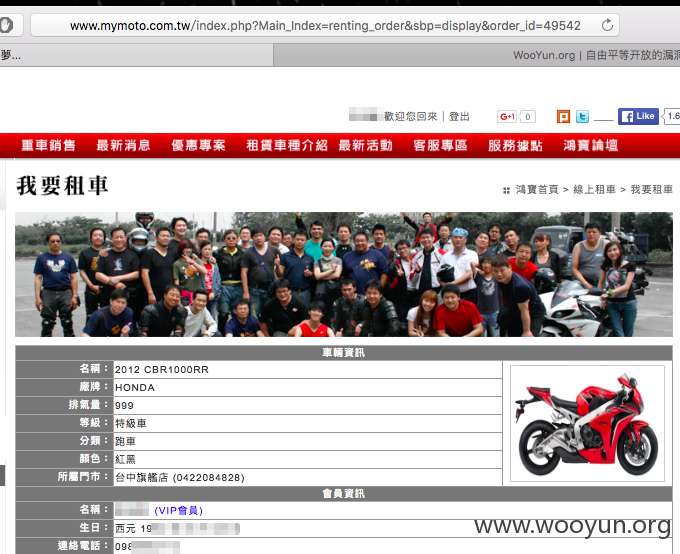 www.mymoto.com.tw/index.php?Main_Index=renting_order&sbp=display&order_id=49542
夢...
WooYun.org | 自由平等开放的漏洞
歡迎您回來 | 登出
G+1 0
Like 1.6
重車銷售 最新消息 優惠專案 租賃車種介紹 最新活動 客服專區 服務據點 鴻寶論壇
我要租車
鴻寶首頁 > 線上租車 > 我要租車
車輛資訊
名稱： 2012 CBR1000RR
廠牌： HONDA
排氣量： 999
等級： 特級車
分類： 跑車
顏色： 紅黑
所屬門市： 台中旗艦店 (0422084828)
會員資訊
名稱： (VIP會員)
生日： 西元 19
連絡電話： 098
www.wooyun.org